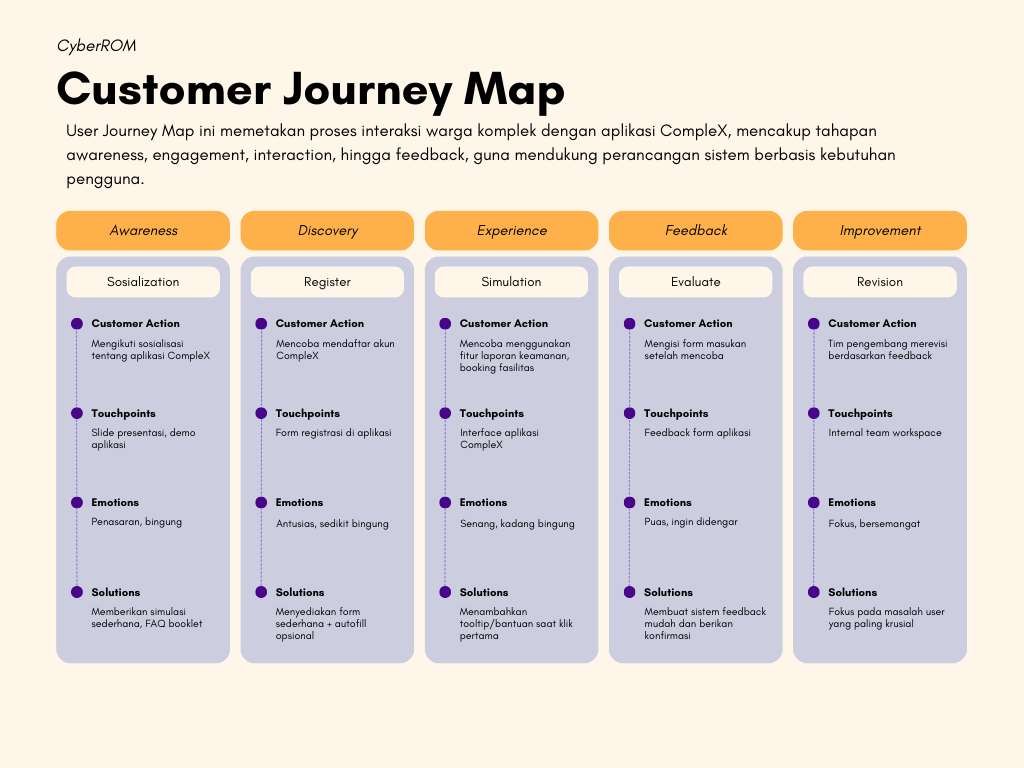 CyberROM
Customer Journey Map
User Journey Map ini memetakan proses interaksi warga komplek dengan aplikasi CompleX, mencakup tahapan
awareness, engagement, interaction, hingga feedback, guna mendukung perancangan sistem berbasis kebutuhan
pengguna.
Awareness
Sosialization
Customer Action
Mengikuti sosialisasi
tentang aplikasi CompleX
Touchpoints
Slide presentasi, demo
aplikasi
Emotions
Penasaran, bingung
Solutions
Memberikan simulasi
sederhana, FAQ booklet
Discovery
Register
Customer Action
Mencoba mendaftar akun
CompleX
Touchpoints
Form registrasi di aplikasi
Emotions
Antusias, sedikit bingung
Solutions
Menyediakan form
sederhana + autofill
opsional
Experience
Simulation
Customer Action
Mencoba menggunakan
fitur laporan keamanan,
booking fasilitas
Touchpoints
Interface aplikasi
CompleX
Emotions
Senang, kadang bingung
Solutions
Menambahkan
tooltip/bantuan saat klik
pertama
Feedback
Evaluate
Customer Action
Mengisi form masukan
setelah mencoba
Touchpoints
Feedback form aplikasi
Emotions
Puas, ingin didengar
Solutions
Membuat sistem feedback
mudah dan berikan
konfirmasi
Improvement
Revision
Customer Action
Tim pengembang merevisi
berdasarkan feedback
Touchpoints
Internal team workspace
Emotions
Fokus, bersemangat
Solutions
Fokus pada masalah user
yang paling krusial